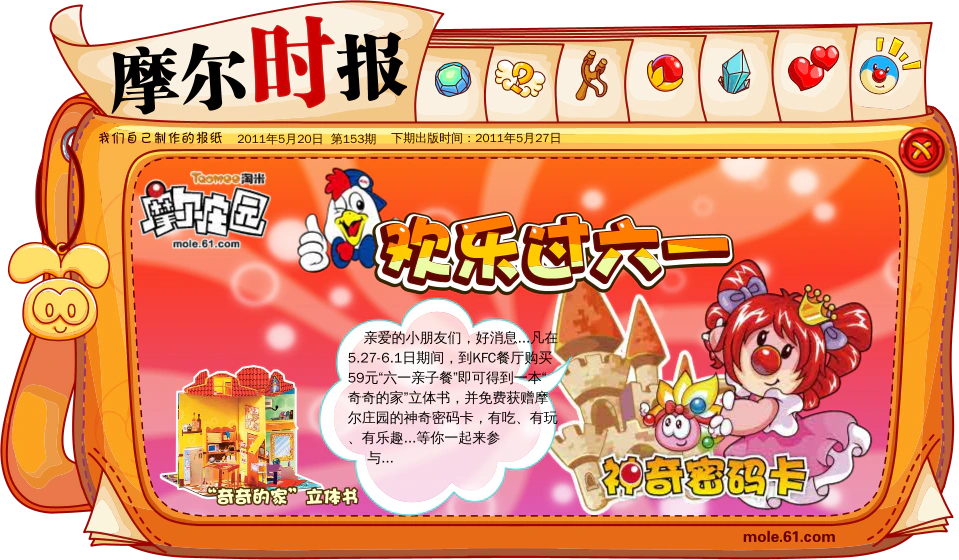 摩尔时报
我们自己制作的报纸 2011年5月20日 第153期 下期出版时间：2011年5月27日
Taomee淘米
摩尔庄园
mole.61.com
欢乐过六一
亲爱的小朋友们，好消息...凡在
5.27-6.1日期间，到KFC餐厅购买
59元“六一亲子餐”即可得到一本“
奇奇的家”立体书，并免费获赠摩
尔庄园的神奇密码卡，有吃、有玩
、有乐趣...等你一起来参
与...
“奇奇的家”立体书
神奇密码卡
mole.61.com